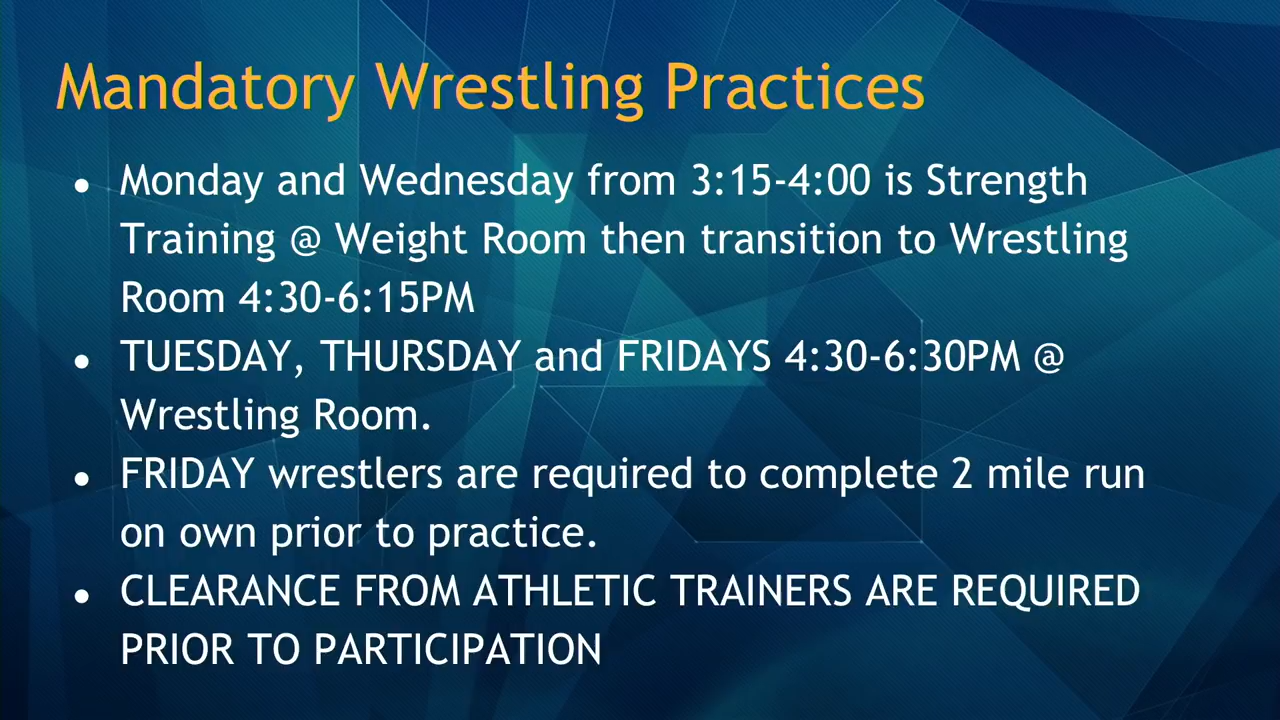 Mandatory Wrestling Practices
• Monday and Wednesday from 3:15-4:00 is Strength
Training @ Weight Room then transition to Wrestling
Room 4:30-6:15PM
• TUESDAY, THURSDAY and FRIDAYS 4:30-6:30PM @
Wrestling Room.
• FRIDAY wrestlers are required to complete 2 mile run
on own prior to practice.
• CLEARANCE FROM ATHLETIC TRAINERS ARE REQUIRED
PRIOR TO PARTICIPATION